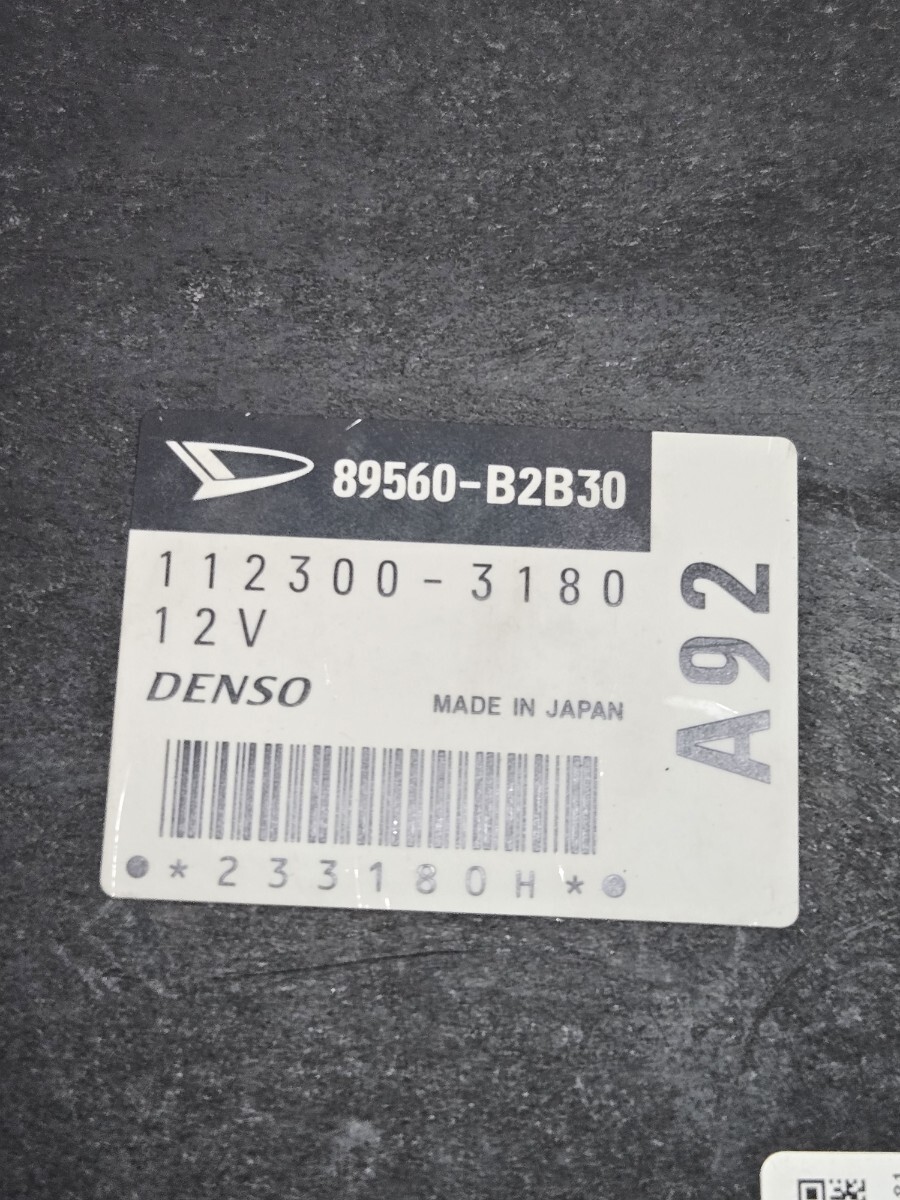 89560-B2B30
112300-3180
12V
DENSO
MADE IN JAPAN
*233180H*
A92